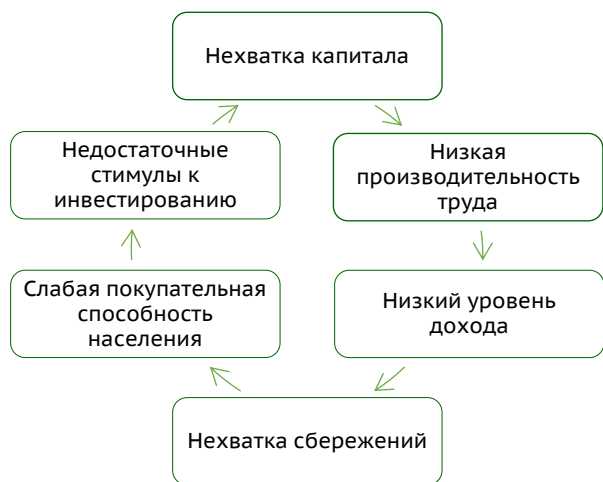 Нехватка капитала
Недостаточные
стимулы к
инвестированию
Низкая
производительность
труда
Слабая покупательная
способность
населения
Низкий уровень
дохода
Нехватка сбережений